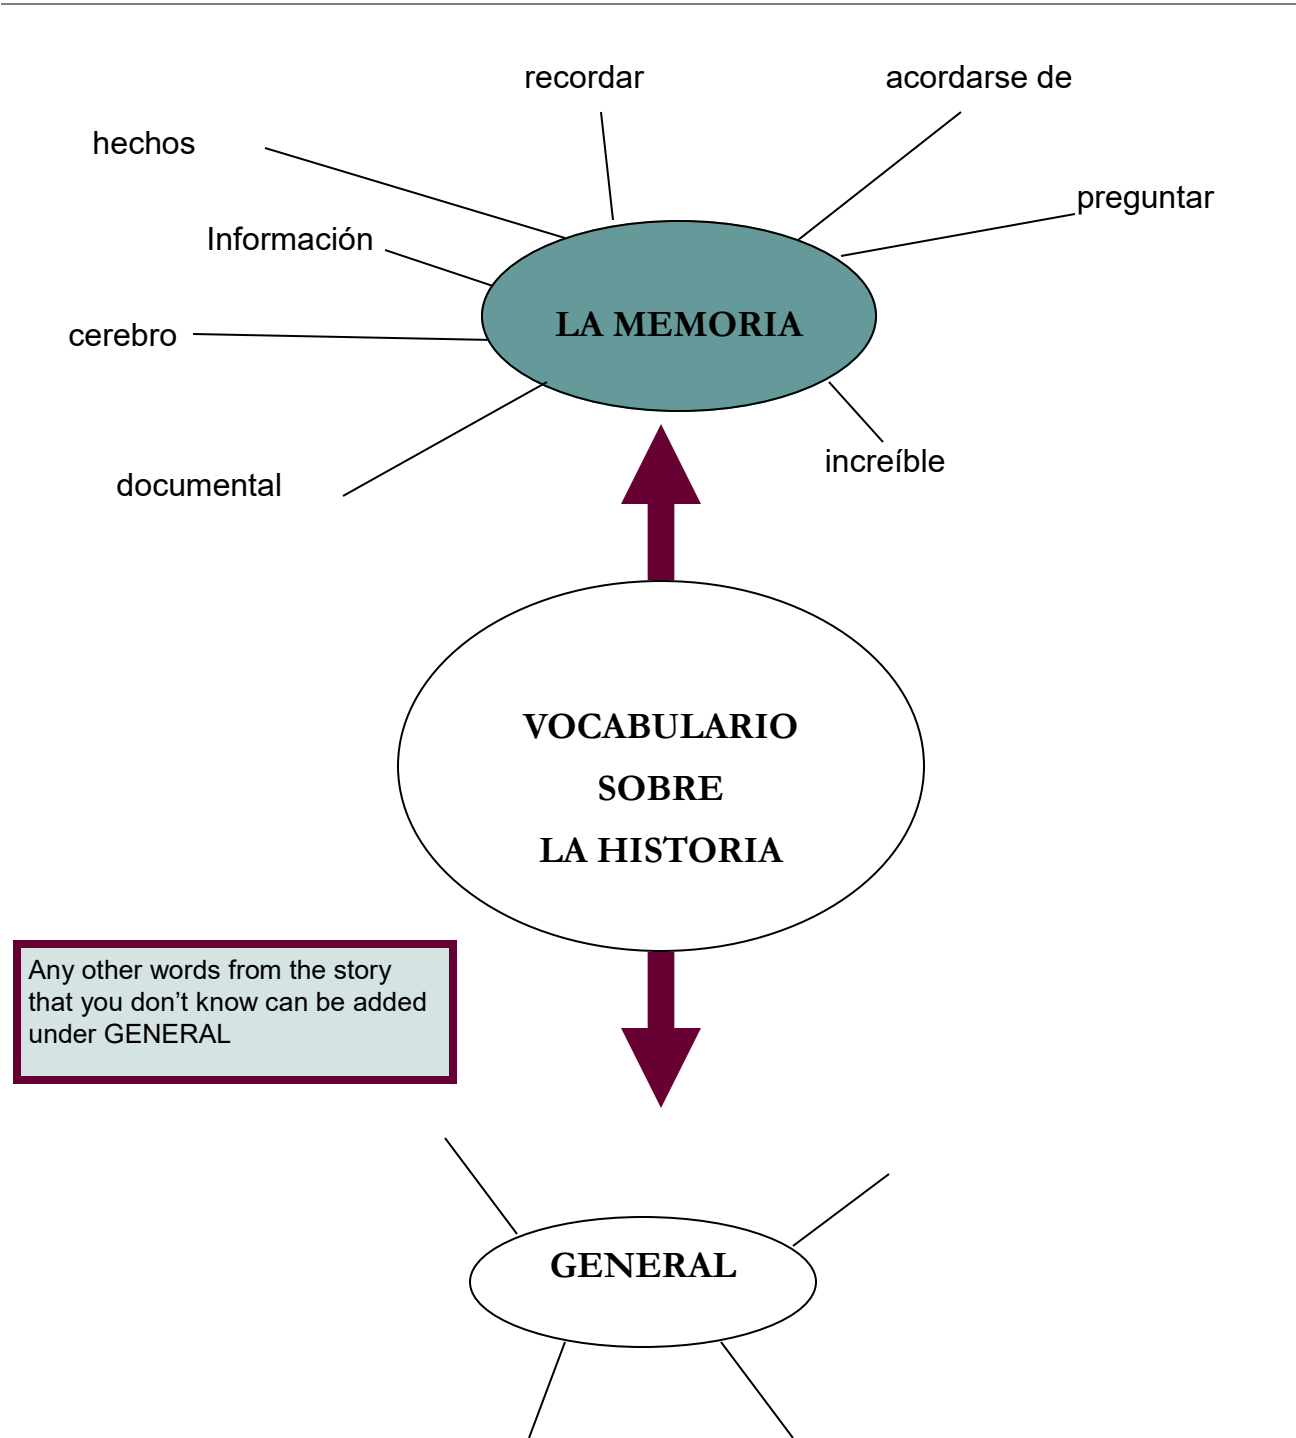 recordar
acordarse de
hechos
preguntar
Información
LA MEMORIA
cerebro
increíble
documental
VOCABULARIO
SOBRE
LA HISTORIA
Any other words from the story
that you don’t know can be added
under GENERAL
GENERAL